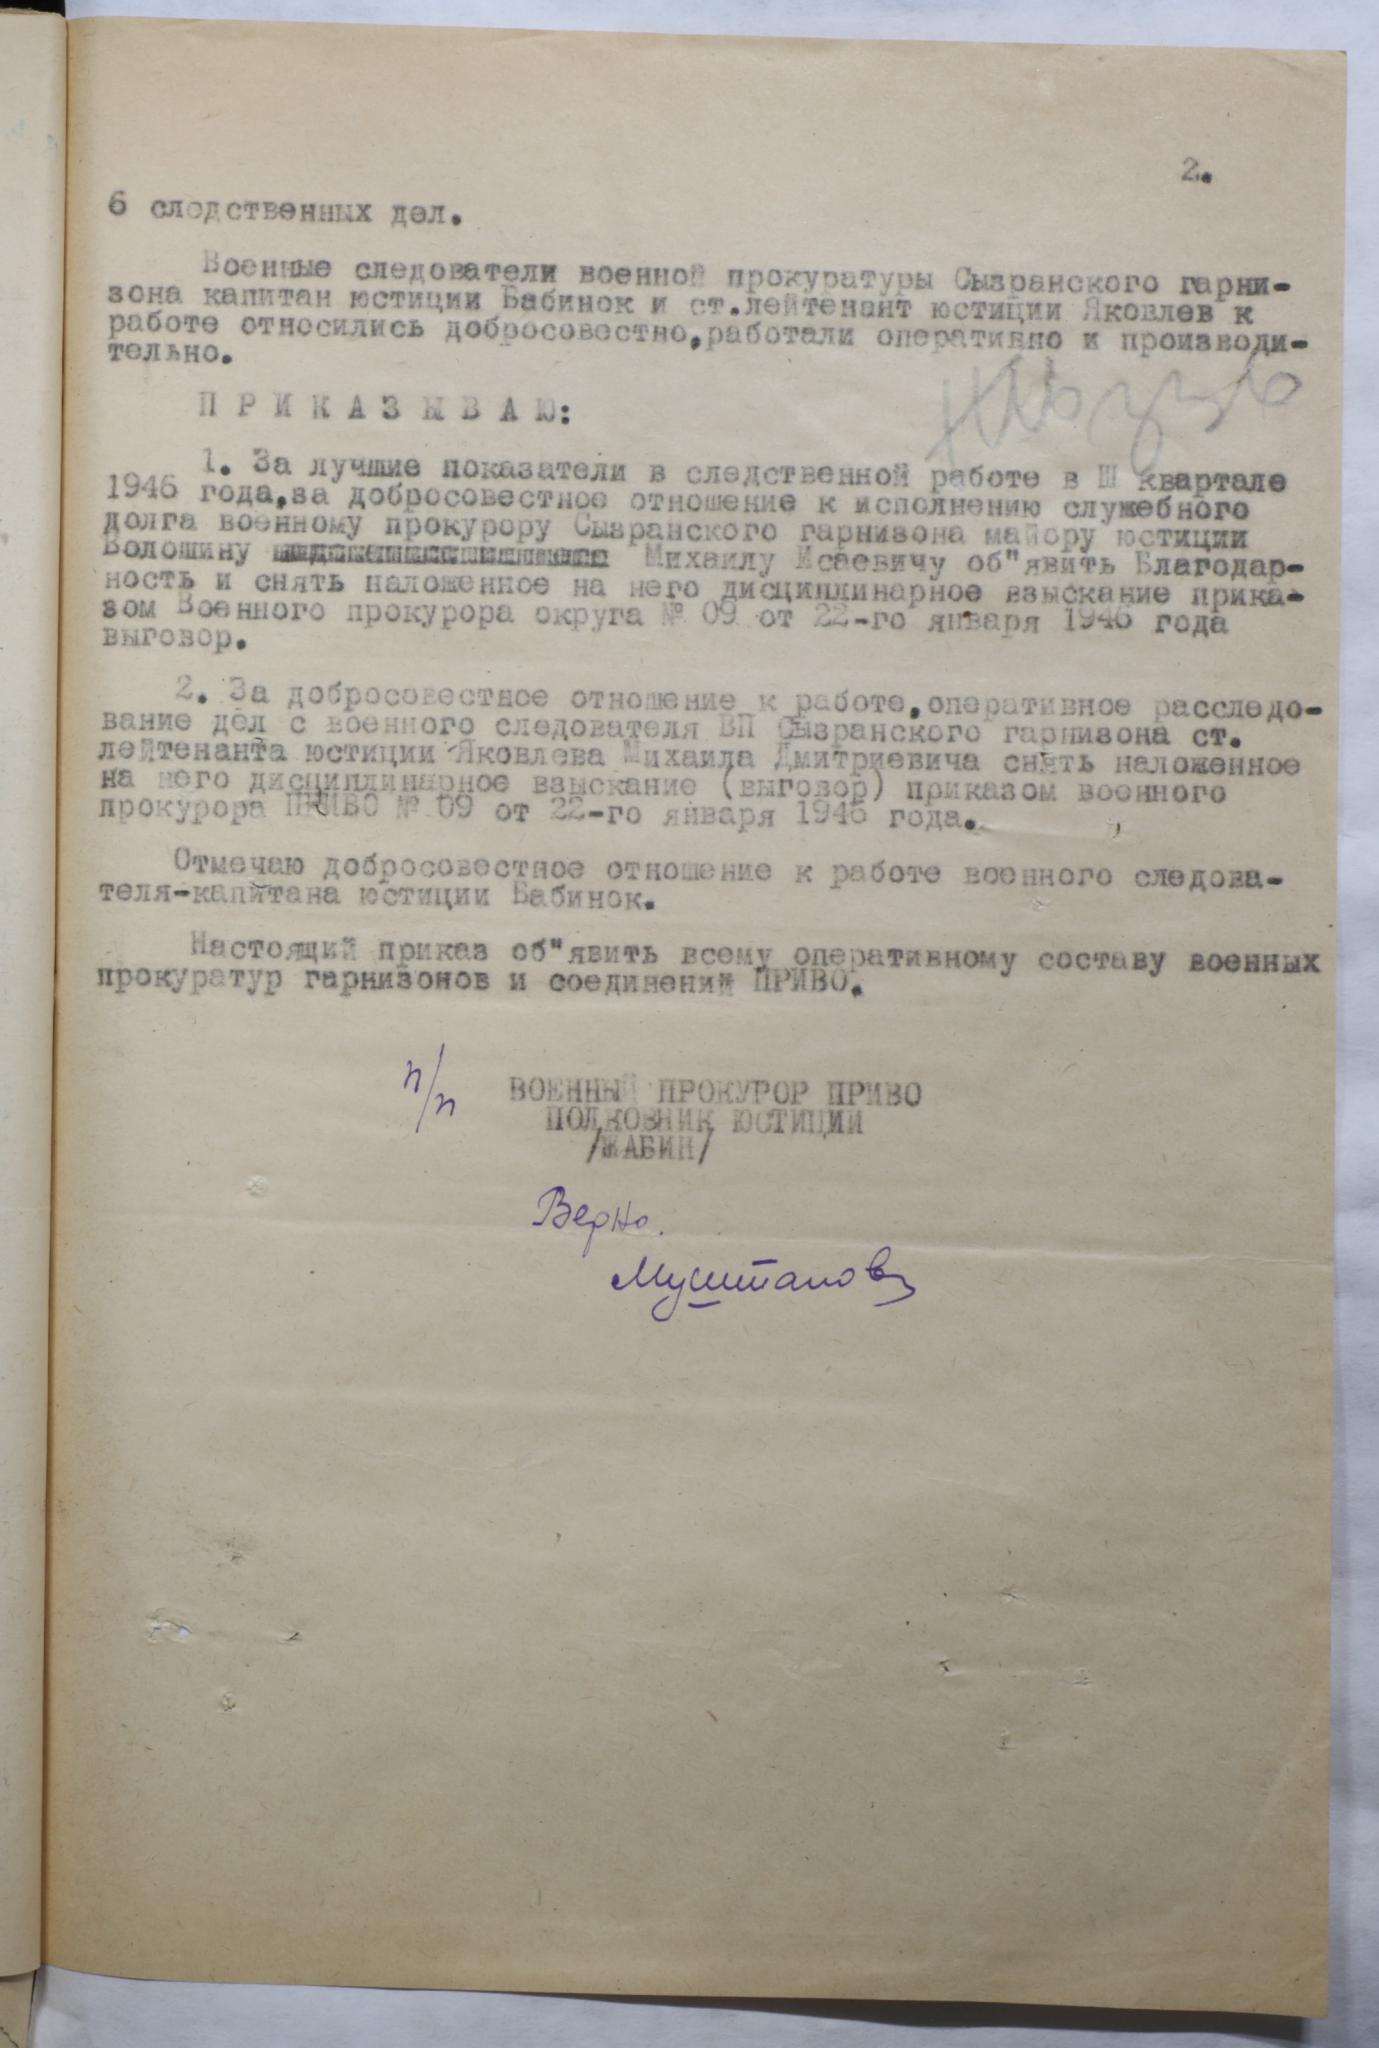 2.
6 следственных дел.
Военные следователи военной прокуратуры Сызранского гарни-
зона капитан юстиции Бабинок и ст.лейтенант юстиции Яковлев к
работе относились добросовестно,работали оперативно и производи-
тельно.
П Р И К А З Ы В А Ю:
1. За лучшие показатели в следственной работе в Ш квартале
1946 года,за добросовестное отношение к исполнению служебного
долга военному прокурору Сызранского гарнизона майору юстиции
Волошину Михаилу Исаевичу об"явить Благодар-
ность и снять наложенное на него дисциплинарное взыскание прика-
зом Военного прокурора округа № 09 от 22-го января 1946 года
выговор.
2. За добросовестное отношение к работе,оперативное расследо-
вание дел с военного следователя ВП Сызранского гарнизона ст.
лейтенанта юстиции Яковлева Михаила Дмитриевича снять наложенное
на него дисциплинарное взыскание (выговор) приказом военного
прокурора ПРИВО № 09 от 22-го января 1946 года.
Отмечаю добросовестное отношение к работе военного следова-
теля-капитана юстиции Бабинок.
Настоящий приказ об"явить всему оперативному составу военных
прокуратур гарнизонов и соединений ПРИВО.
п/п ВОЕННЫЙ ПРОКУРОР ПРИВО
ПОЛКОВНИК ЮСТИЦИИ
/ЖАБИН/
Верно.
Муштанов